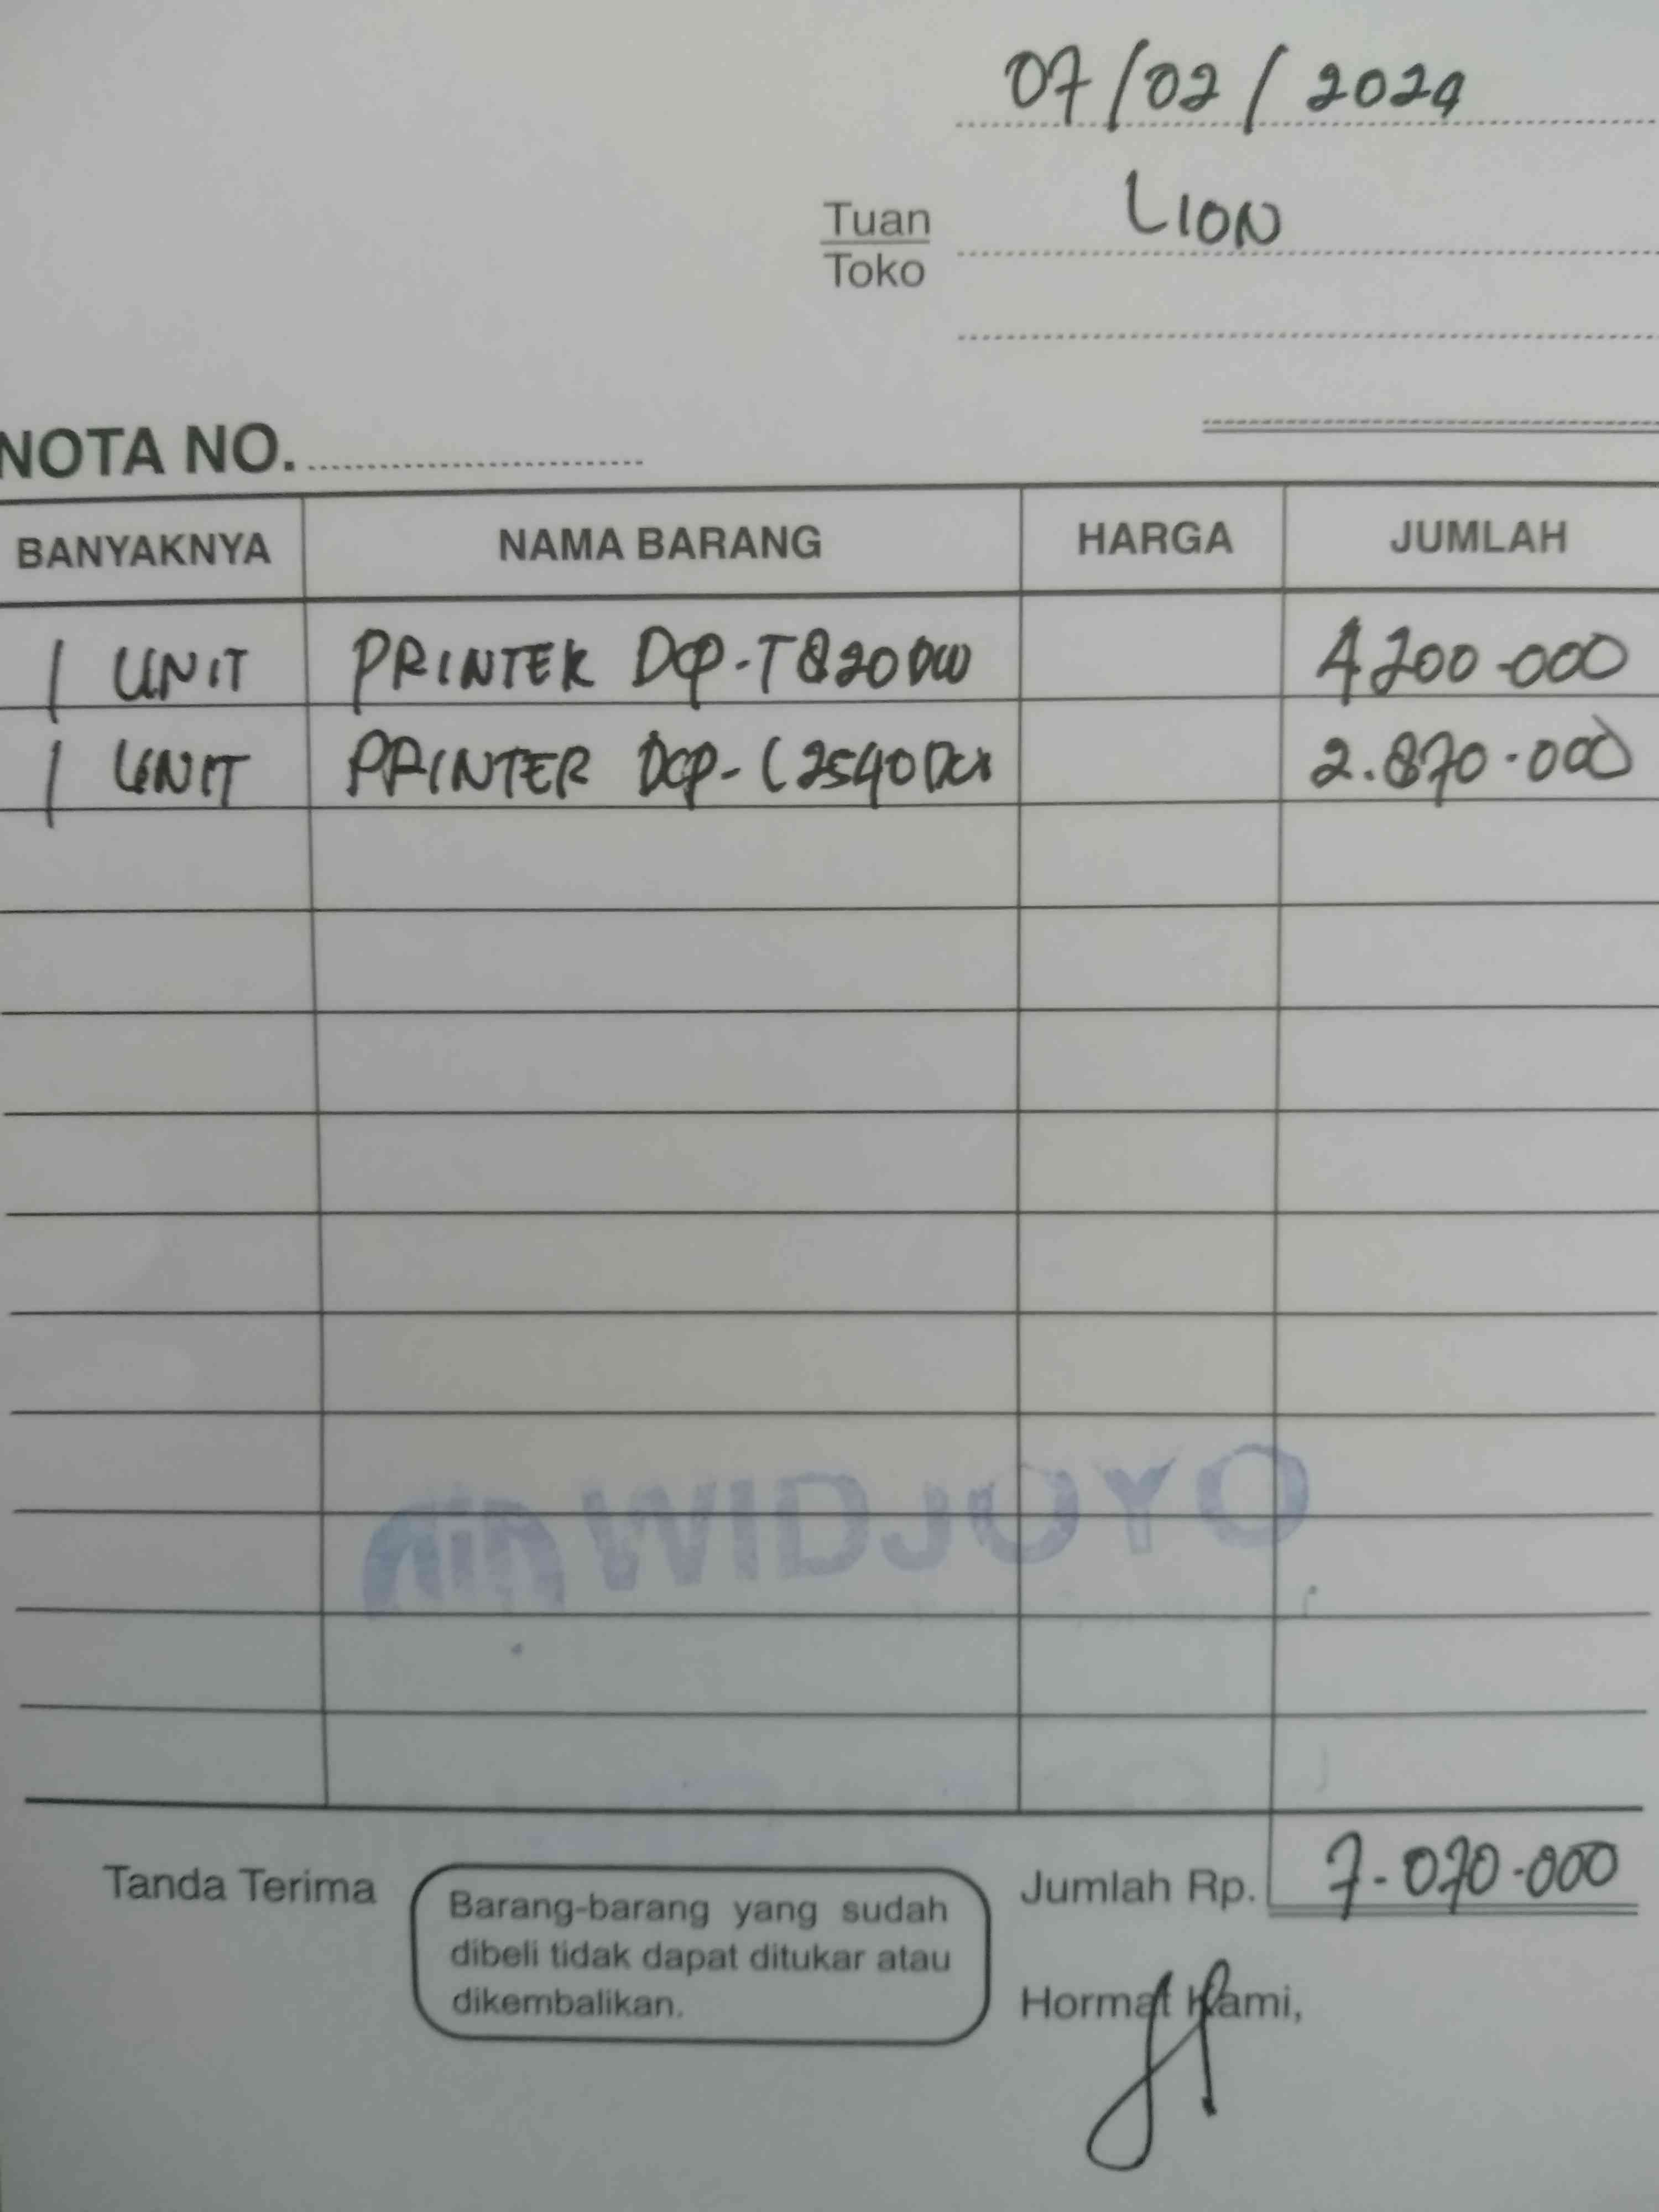 07/02/2024
Tuan
LION
Toko
NOTA NO.
BANYAKNYA NAMA BARANG HARGA JUMLAH
1 UNIT PRINTER DCP-T820DW 4.200.000
1 UNIT PRINTER DCP-L2540 2.870.000
WIDJOYO
Tanda Terima
Barang-barang yang sudah
dibeli tidak dapat ditukar atau
dikembalikan.
Jumlah Rp. 7.070.000
Hormat Kami,